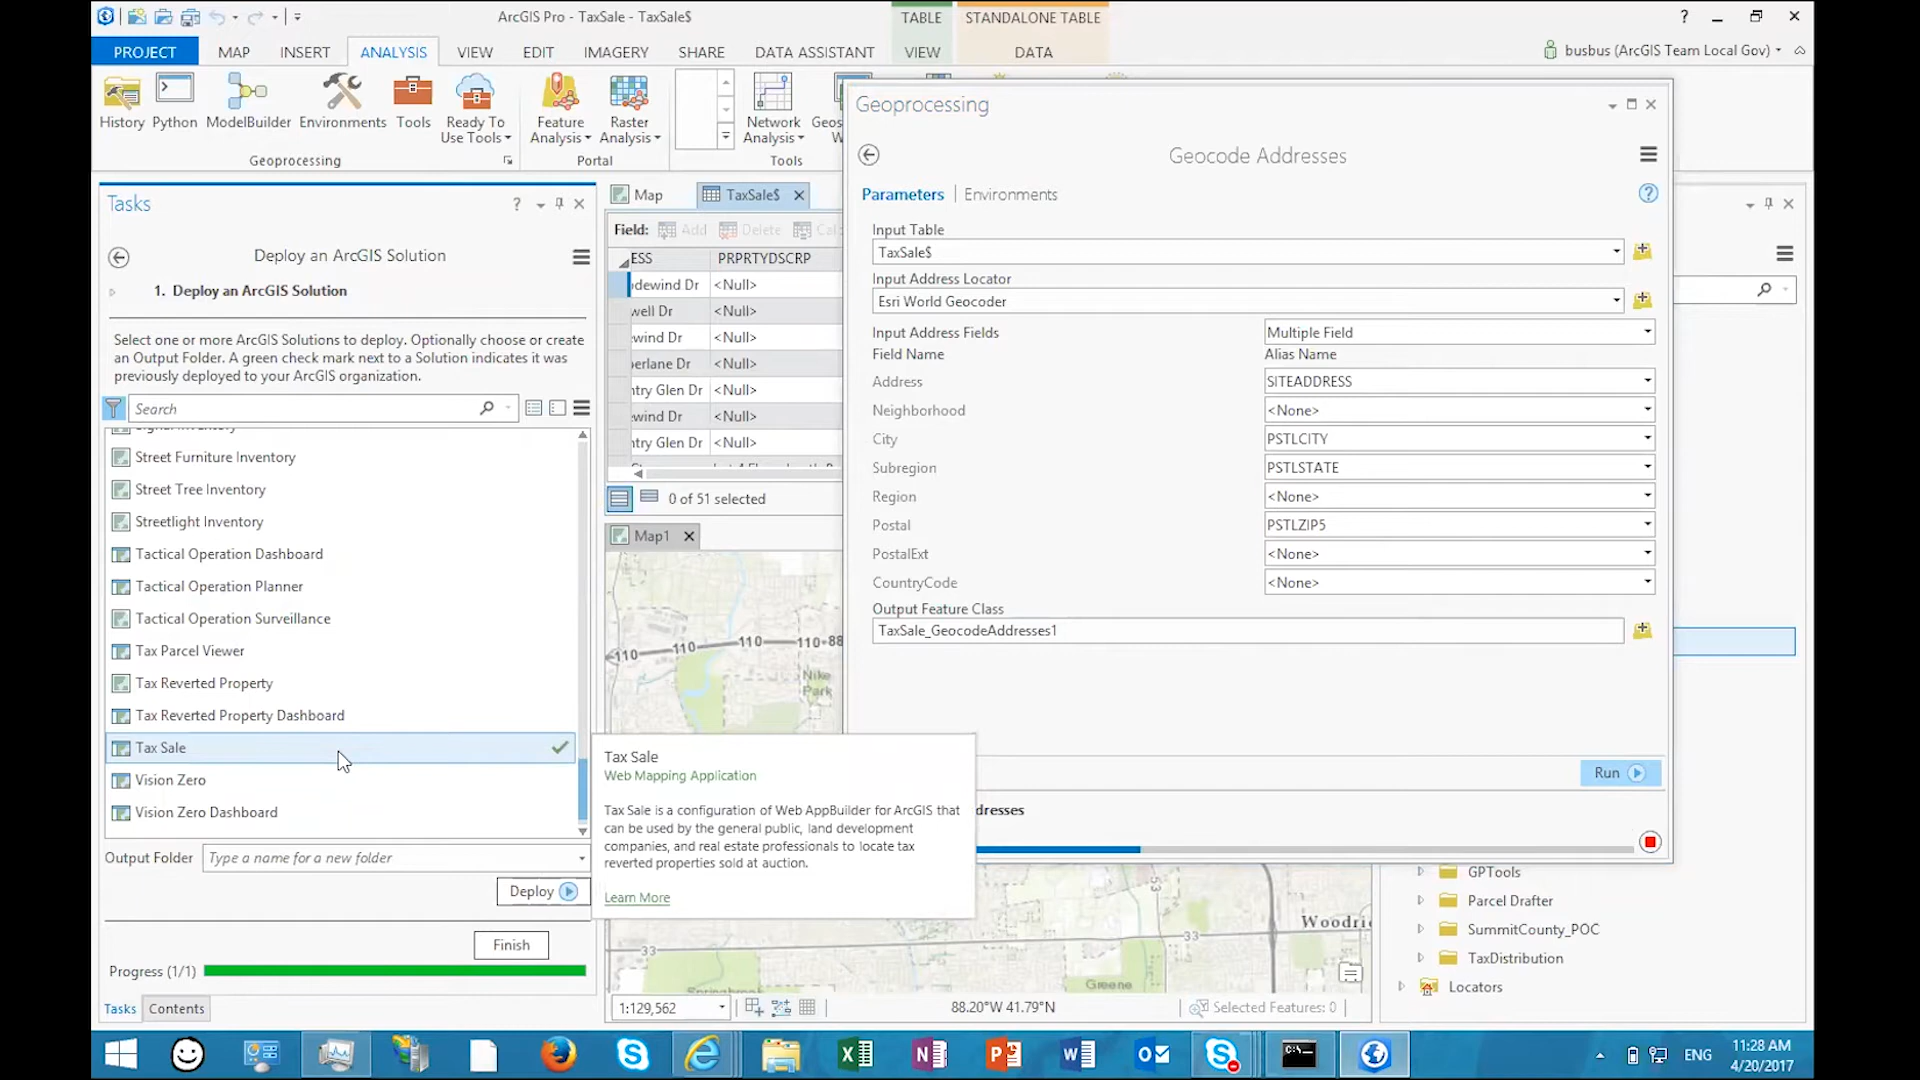 ArcGIS Pro - TaxSale - TaxSale$
TABLE
STANDALONE TABLE
?
PROJECT
MAP
INSERT
ANALYSIS
VIEW
EDIT
IMAGERY
SHARE
DATA ASSISTANT
VIEW
DATA
busbus (ArcGIS Team Local Gov)
History
Python
ModelBuilder
Environments
Tools
Ready To
Use Tools
Feature
Analysis
Raster
Analysis
Network
Analysis
Geoprocessing
Portal
Tools
Tasks
?
Deploy an ArcGIS Solution
1. Deploy an ArcGIS Solution
Select one or more ArcGIS Solutions to deploy. Optionally choose or create
an Output Folder. A green check mark next to a Solution indicates it was
previously deployed to your ArcGIS organization.
Search
Street Furniture Inventory
Street Tree Inventory
Streetlight Inventory
Tactical Operation Dashboard
Tactical Operation Planner
Tactical Operation Surveillance
Tax Parcel Viewer
Tax Reverted Property
Tax Reverted Property Dashboard
Tax Sale
Vision Zero
Vision Zero Dashboard
Output Folder
Type a name for a new folder
Deploy
Finish
Progress (1/1)
Tasks
Contents
Map
TaxSale$
Field:
Add
Delete
ESS
PRPRTYDSCRP
dewind Dr
<Null>
well Dr
<Null>
ewind Dr
<Null>
erlane Dr
<Null>
ntry Glen Dr
<Null>
ewind Dr
<Null>
ntry Glen Dr
<Null>
0 of 51 selected
Map1
110
110
110
110
88
Nike
Park
Tax Sale
Web Mapping Application
Tax Sale is a configuration of Web AppBuilder for ArcGIS that
can be used by the general public, land development
companies, and real estate professionals to locate tax
reverted properties sold at auction.
Learn More
53
33
33
Greene
1:129,562
88.20°W 41.79°N
Selected Features: 0
Geoprocessing
Geocode Addresses
Parameters
Environments
?
Input Table
TaxSale$
Input Address Locator
Esri World Geocoder
Input Address Fields
Multiple Field
Field Name
Alias Name
Address
SITEADDRESS
Neighborhood
<None>
City
PSTLCITY
Subregion
PSTLSTATE
Region
<None>
Postal
PSTLZIP5
PostalExt
<None>
CountryCode
<None>
Output Feature Class
TaxSale_GeocodeAddresses1
Run
dresses
GPTools
Parcel Drafter
SummitCounty_POC
TaxDistribution
Locators
ENG
11:28 AM
4/20/2017